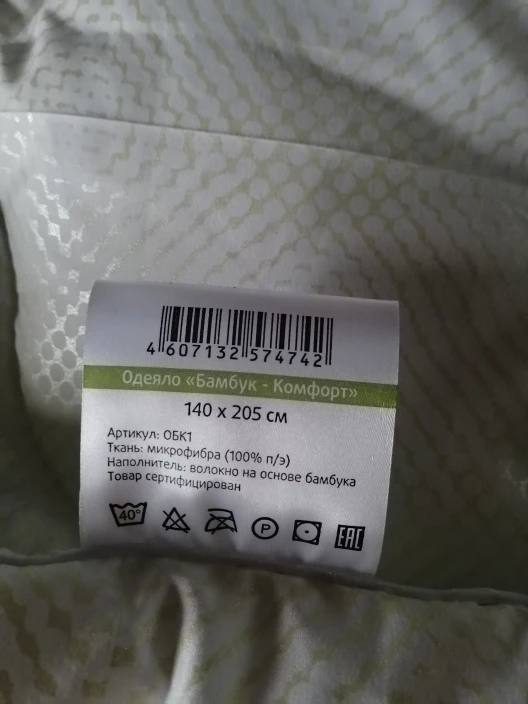 4 607132 574742
Одеяло «Бамбук - Комфорт»
140 x 205 см
Артикул: ОБК1
Ткань: микрофибра (100% п/э)
Наполнитель: волокно на основе бамбука
Товар сертифицирован
40° P EAC